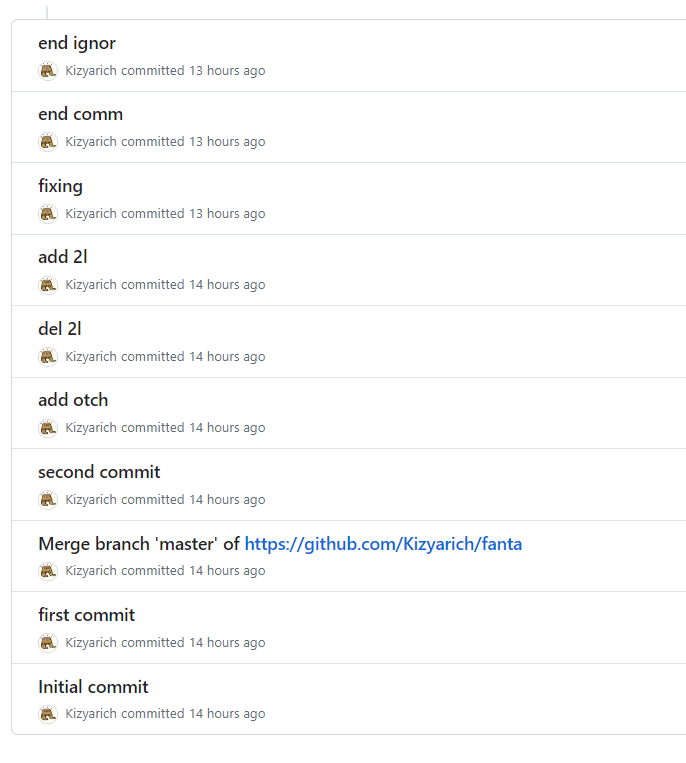 end ignor
Kizyarich committed 13 hours ago
end comm
Kizyarich committed 13 hours ago
fixing
Kizyarich committed 13 hours ago
add 2l
Kizyarich committed 14 hours ago
del 2l
Kizyarich committed 14 hours ago
add otch
Kizyarich committed 14 hours ago
second commit
Kizyarich committed 14 hours ago
Merge branch 'master' of https://github.com/Kizyarich/fanta
Kizyarich committed 14 hours ago
first commit
Kizyarich committed 14 hours ago
Initial commit
Kizyarich committed 14 hours ago